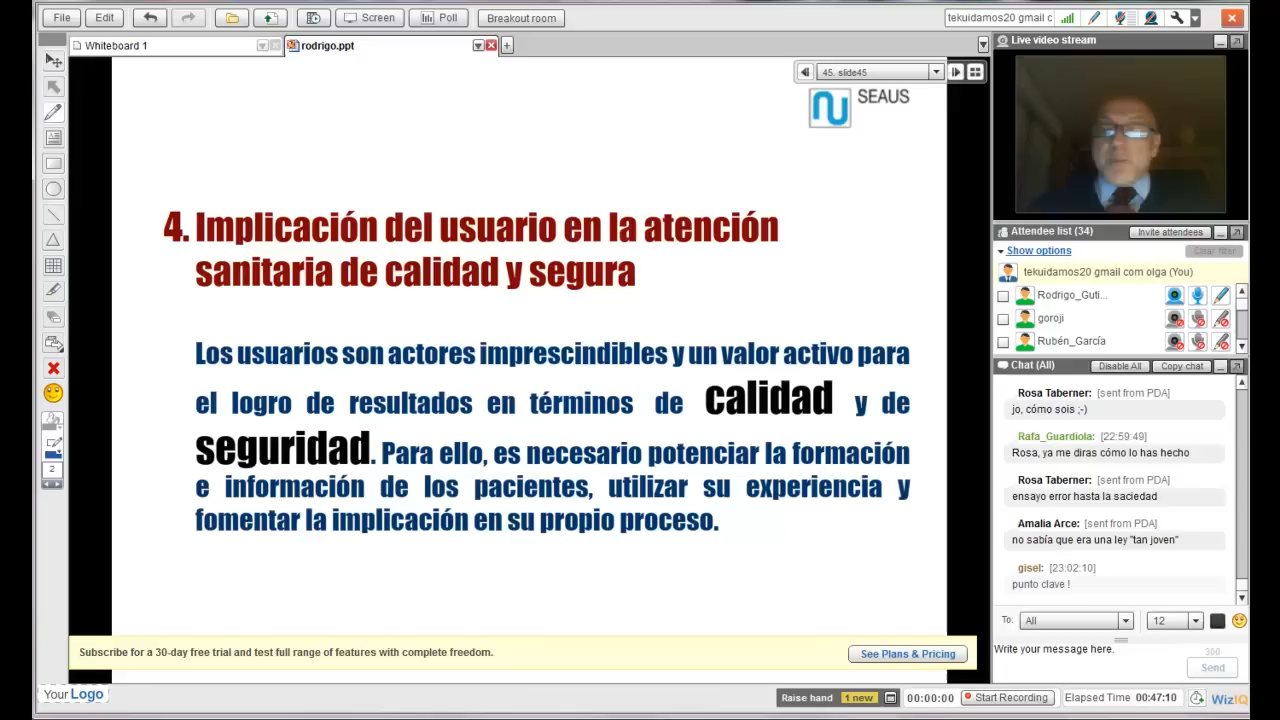 File
Edit
Screen
Poll
Breakout room
tekuidamos20 gmail c
Whiteboard 1
rodrigo.ppt
45. slide45
SEAUS
4. Implicación del usuario en la atención
sanitaria de calidad y segura
Los usuarios son actores imprescindibles y un valor activo para
el logro de resultados en términos de calidad y de
seguridad. Para ello, es necesario potenciar la formación
e información de los pacientes, utilizar su experiencia y
fomentar la implicación en su propio proceso.
2
Subscribe for a 30-day free trial and test full range of features with complete freedom.
See Plans & Pricing
Your Logo
Live video stream
Attendee list (34)
Invite attendees
Show options
Clear filter
tekuidamos20 gmail com olga (You)
Rodrigo_Guti...
goroji
Rubén_García
Chat (All)
Disable All
Copy chat
Rosa Taberner: [sent from PDA]
jo, cómo sois ;-)
Rafa_Guardiola: [22:59:49]
Rosa, ya me diras cómo lo has hecho
Rosa Taberner: [sent from PDA]
ensayo error hasta la saciedad
Amalia Arce: [sent from PDA]
no sabía que era una ley "tan joven"
gisel: [23:02:10]
punto clave !
To:
All
12
Write your message here.
300
Send
Raise hand
1 new
00:00:00
Start Recording
Elapsed Time 00:47:10
WizIQ